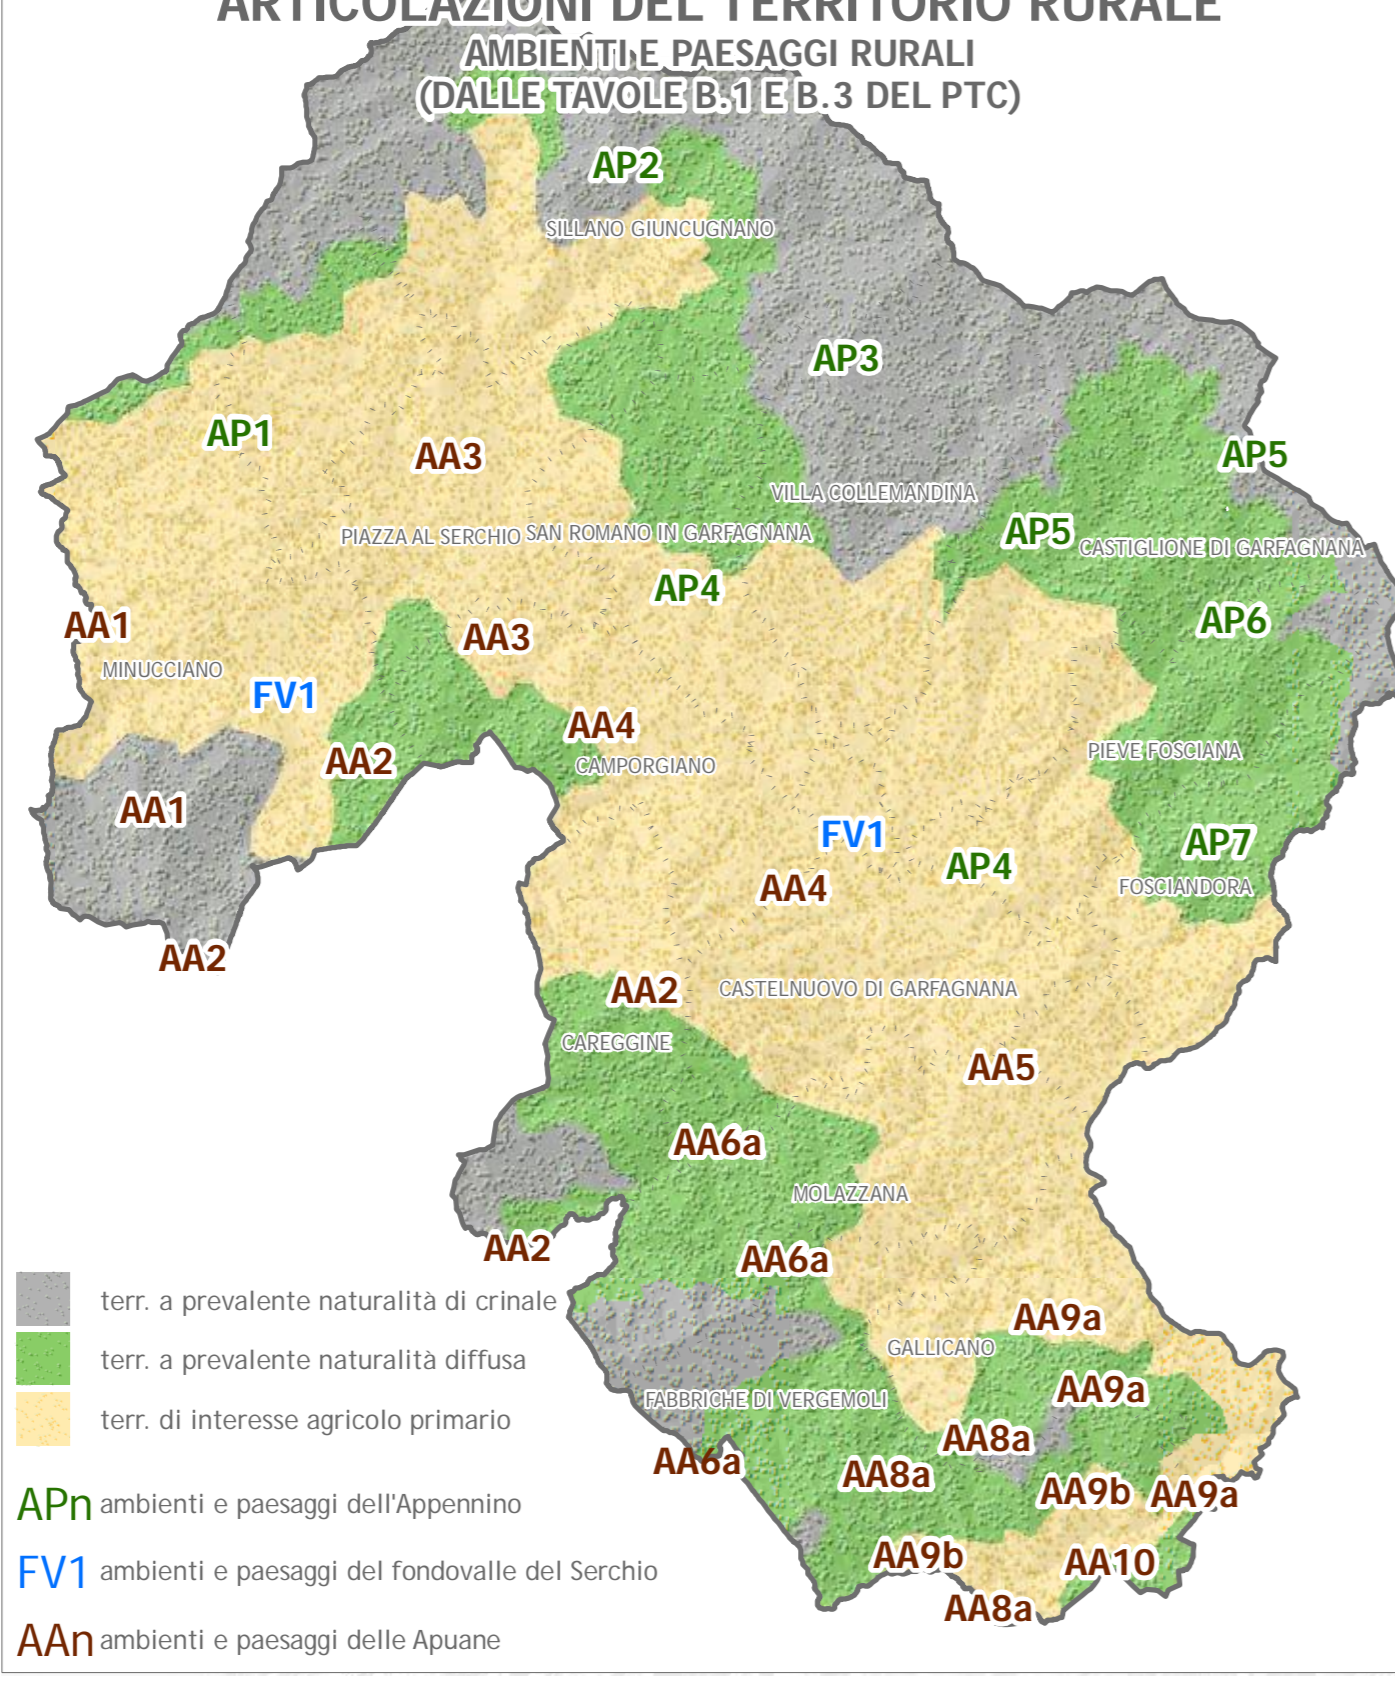 ARTICOLAZIONI DEL TERRITORIO RURALE
AMBIENTI E PAESAGGI RURALI
(DALLE TAVOLE B.1 E B.3 DEL PTC)
AP2
SILLANO GIUNCUGNANO
AP3
AP1
AA3
AP5
VILLA COLLEMANDINA
PIAZZA AL SERCHIO
SAN ROMANO IN GARFAGNANA
AP5
CASTIGLIONE DI GARFAGNANA
AP4
AA1
AA3
AP6
MINUCCIANO
FV1
AA4
AA2
CAMPORGIANO
PIEVE FOSCIANA
AA1
FV1
AP7
AA4
AP4
FOSCIANDORA
AA2
AA2
CASTELNUOVO DI GARFAGNANA
CAREGGINE
AA5
AA6a
MOLAZZANA
AA2
AA6a
terr. a prevalente naturalità di crinale
AA9a
GALLICANO
terr. a prevalente naturalità diffusa
FABBRICHE DI VERGEMOLI
AA9a
terr. di interesse agricolo primario
AA8a
AA6a
AA8a
AA9b
AA9a
APn ambienti e paesaggi dell'Appennino
AA9b
AA10
FV1 ambienti e paesaggi del fondovalle del Serchio
AA8a
AAn ambienti e paesaggi delle Apuane